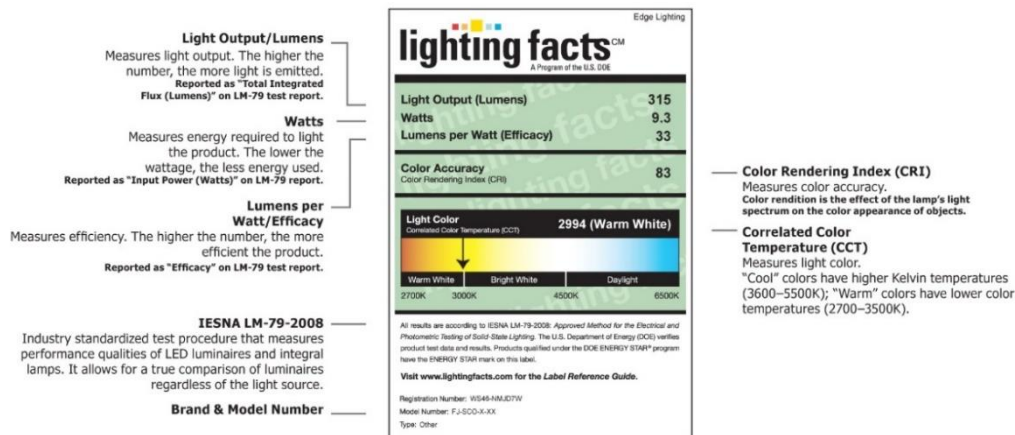 Light Output/Lumens
Measures light output. The higher the
number, the more light is emitted.
Reported as “Total Integrated
Flux (Lumens)” on LM-79 test report.
Watts
Measures energy required to light
the product. The lower the
wattage, the less energy used.
Reported as “Input Power (Watts)” on LM-79 report.
Lumens per
Watt/Efficacy
Measures efficiency. The higher the number, the more
efficient the product.
Reported as “Efficacy” on LM-79 test report.
IESNA LM-79-2008
Industry standardized test procedure that measures
performance qualities of LED luminaires and integral
lamps. It allows for a true comparison of luminaires
regardless of the light source.
Brand & Model Number
Edge Lighting
lighting facts CM
A Program of the U.S. DOE
Light Output (Lumens) 315
Watts 9.3
Lumens per Watt (Efficacy) 33
Color Accuracy 83
Color Rendering Index (CRI)
Light Color
Correlated Color Temperature (CCT) 2994 (Warm White)
Warm White Bright White Daylight
2700K 3000K 4500K 6500K
All results are according to IESNA LM-79-2008: Approved Method for the Electrical and
Photometric Testing of Solid-State Lighting. The U.S. Department of Energy (DOE) verifies
product test data and results. Products qualified under the DOE ENERGY STAR® program
have the ENERGY STAR mark on this label.
Visit www.lightingfacts.com for the Label Reference Guide.
Registration Number: WS46-NMJD7W
Model Number: FJ-SCO-X-XX
Type: Other
Color Rendering Index (CRI)
Measures color accuracy.
Color rendition is the effect of the lamp’s light
spectrum on the color appearance of objects.
Correlated Color
Temperature (CCT)
Measures light color.
“Cool” colors have higher Kelvin temperatures
(3600–5500K); “Warm” colors have lower color
temperatures (2700–3500K).